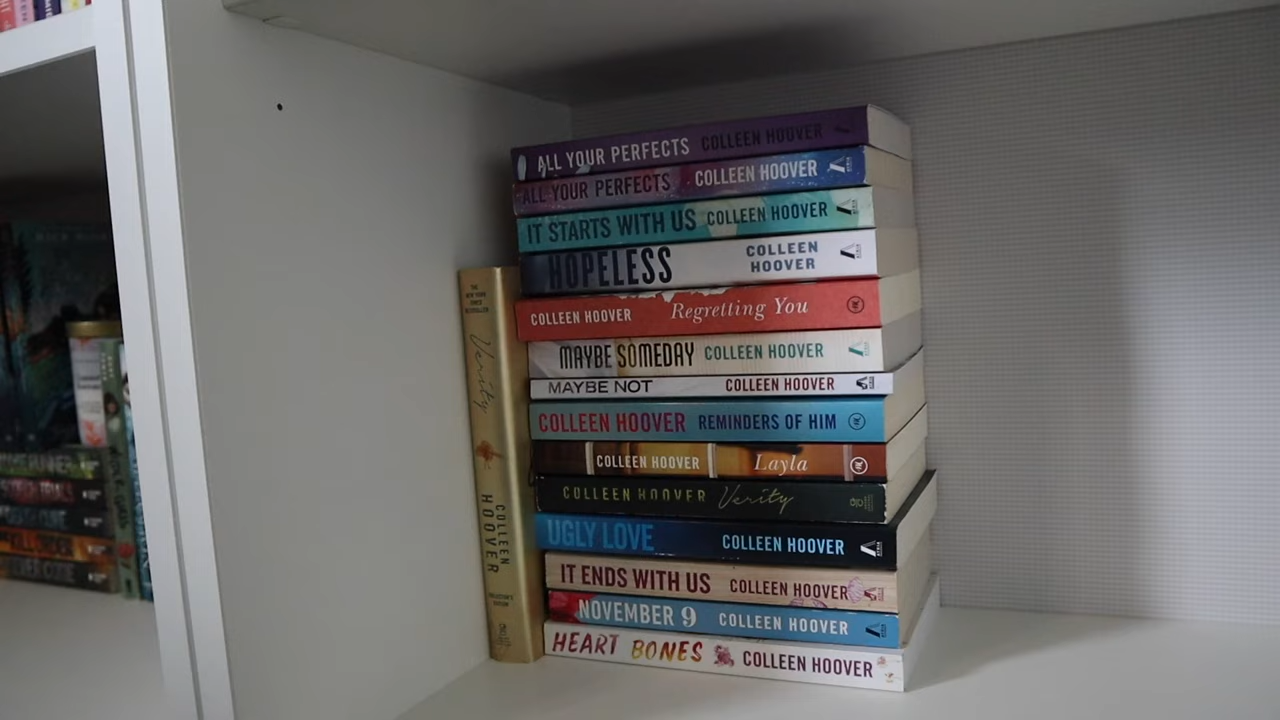 ALL YOUR PERFECTS COLLEEN HOOVER
ALL YOUR PERFECTS COLLEEN HOOVER
IT STARTS WITH US COLLEEN HOOVER
HOPELESS COLLEEN HOOVER
COLLEEN HOOVER Regretting You
MAYBE SOMEDAY COLLEEN HOOVER
MAYBE NOT COLLEEN HOOVER
COLLEEN HOOVER REMINDERS OF HIM
COLLEEN HOOVER Layla
COLLEEN HOOVER Verity
UGLY LOVE COLLEEN HOOVER
IT ENDS WITH US COLLEEN HOOVER
NOVEMBER 9 COLLEEN HOOVER
HEART BONES COLLEEN HOOVER
Verity
COLLEEN HOOVER